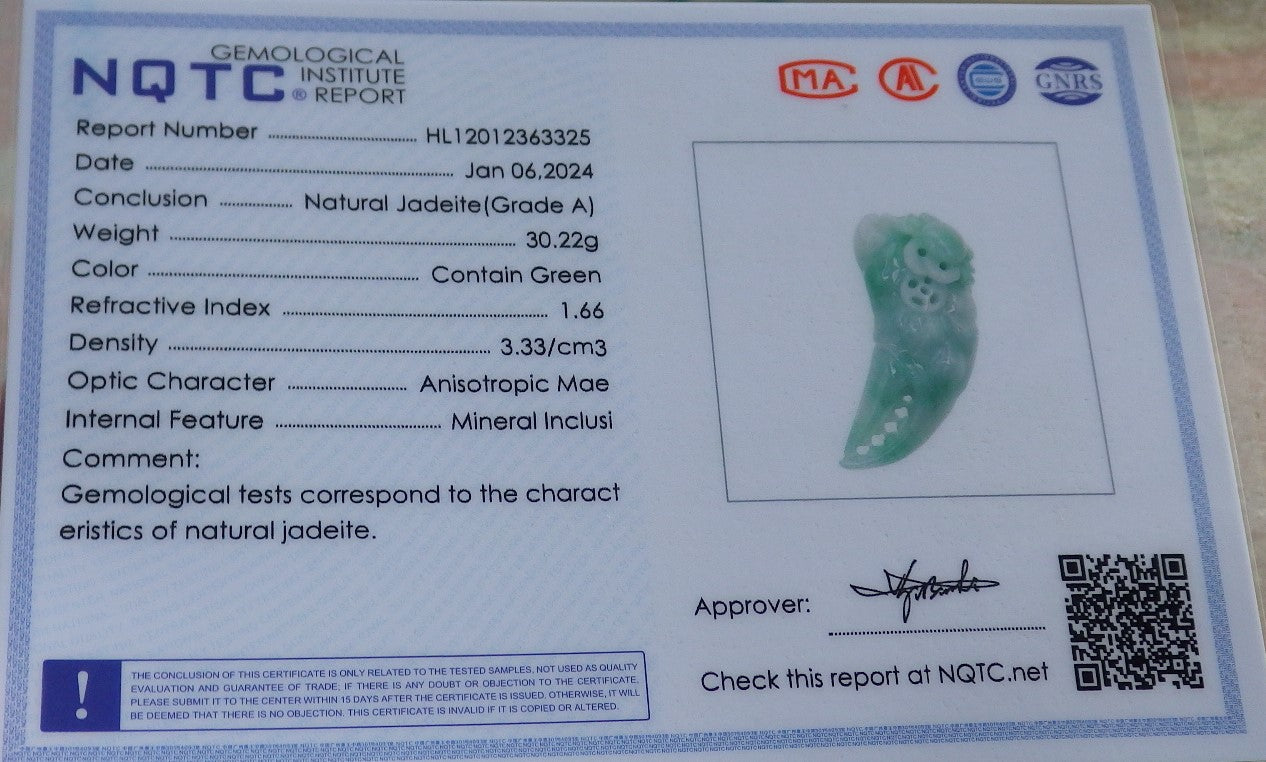 NQTC® GEMOLOGICAL INSTITUTE REPORT
MA
AL
GNRS
Report Number HL12012363325
Date Jan 06,2024
Conclusion Natural Jadeite(Grade A)
Weight 30.22g
Color Contain Green
Refractive Index 1.66
Density 3.33/cm3
Optic Character Anisotropic Mae
Internal Feature Mineral Inclusi
Comment:
Gemological tests correspond to the charact
eristics of natural jadeite.
Approver:
Check this report at NQTC.net
! THE CONCLUSION OF THIS CERTIFICATE IS ONLY RELATED TO THE TESTED SAMPLES, NOT USED AS QUALITY
EVALUATION AND GUARANTEE OF TRADE; IF THERE IS ANY DOUBT OR OBJECTION TO THE CERTIFICATE,
PLEASE SUBMIT IT TO THE CENTER WITHIN 15 DAYS AFTER THE CERTIFICATE IS ISSUED. OTHERWISE, IT WILL
BE DEEMED THAT THERE IS NO OBJECTION. THIS CERTIFICATE IS INVALID IF IT IS COPIED OR ALTERED.